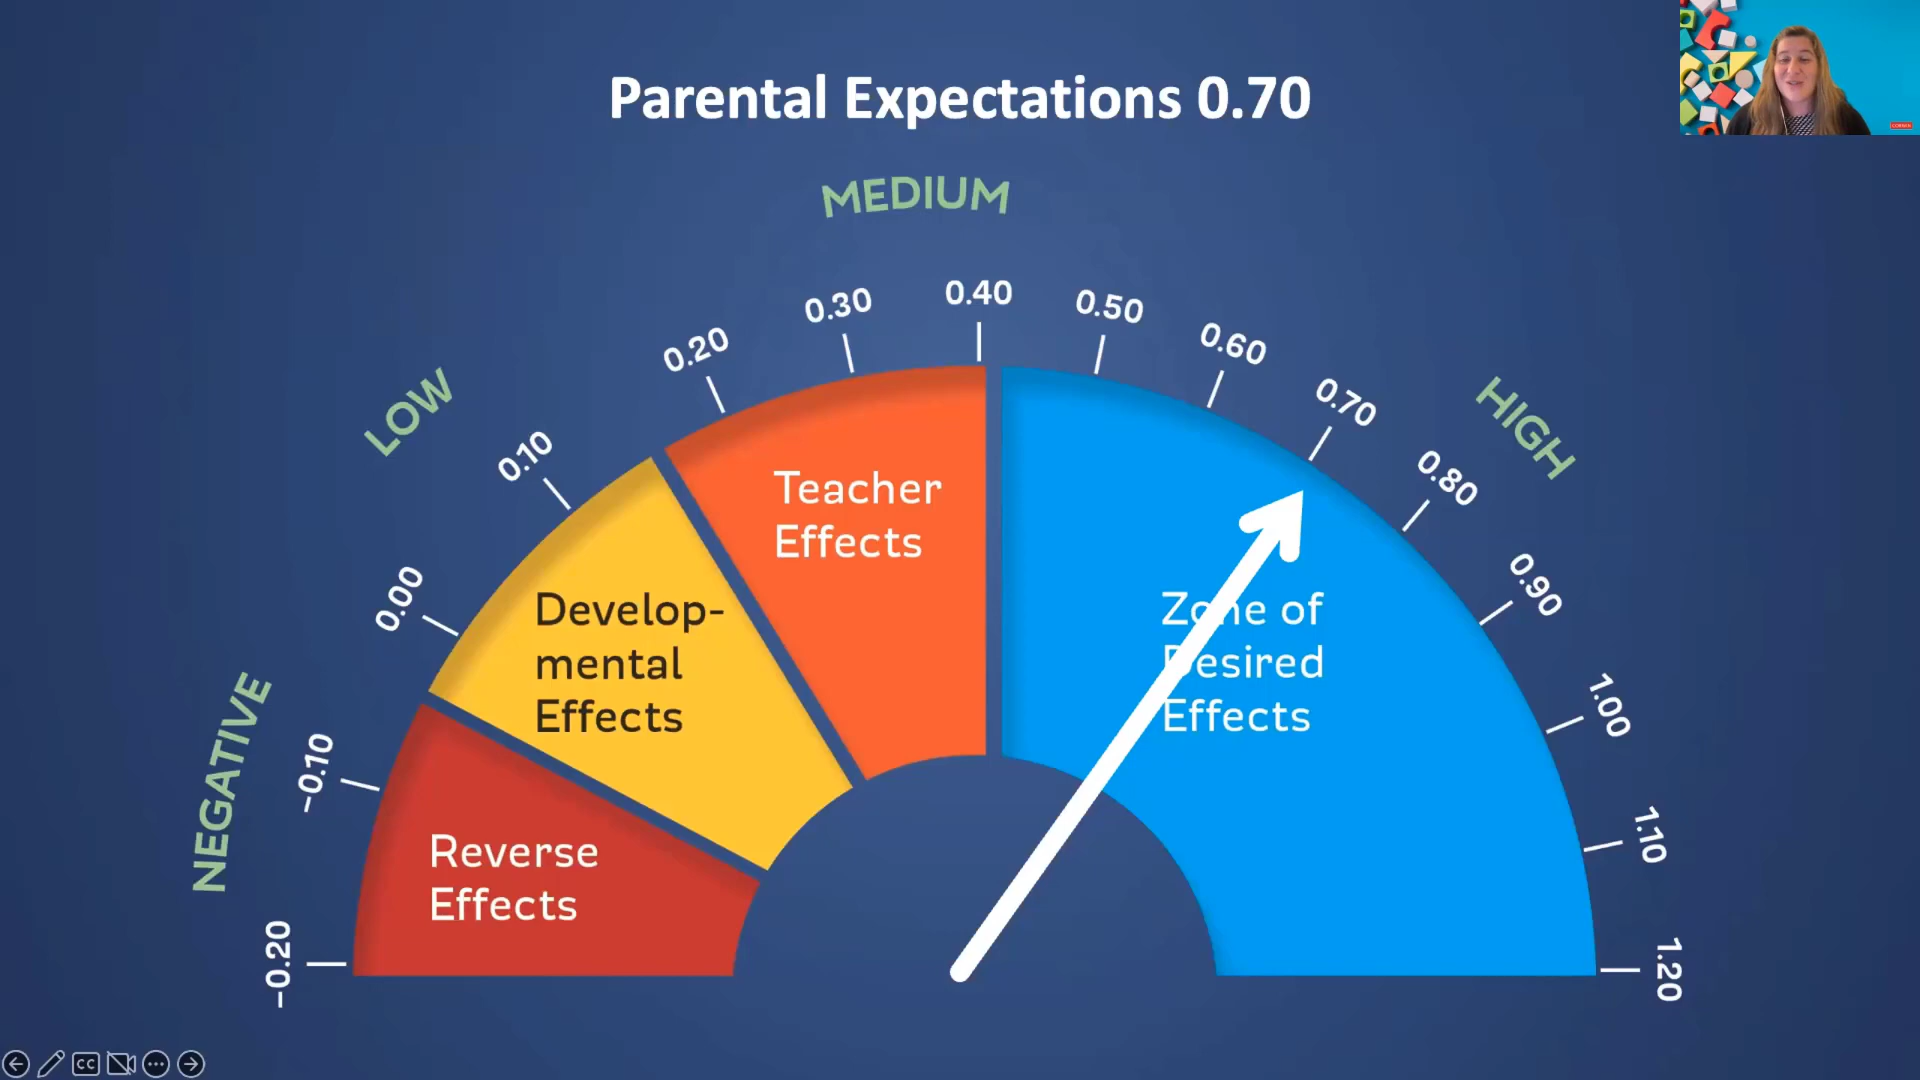 Parental Expectations 0.70
MEDIUM
LOW
HIGH
NEGATIVE
−0.20
−0.10
0.00
0.10
0.20
0.30
0.40
0.50
0.60
0.70
0.80
0.90
1.00
1.10
1.20
Reverse
Effects
Develop-
mental
Effects
Teacher
Effects
Zone of
Desired
Effects
CORWIN
CC